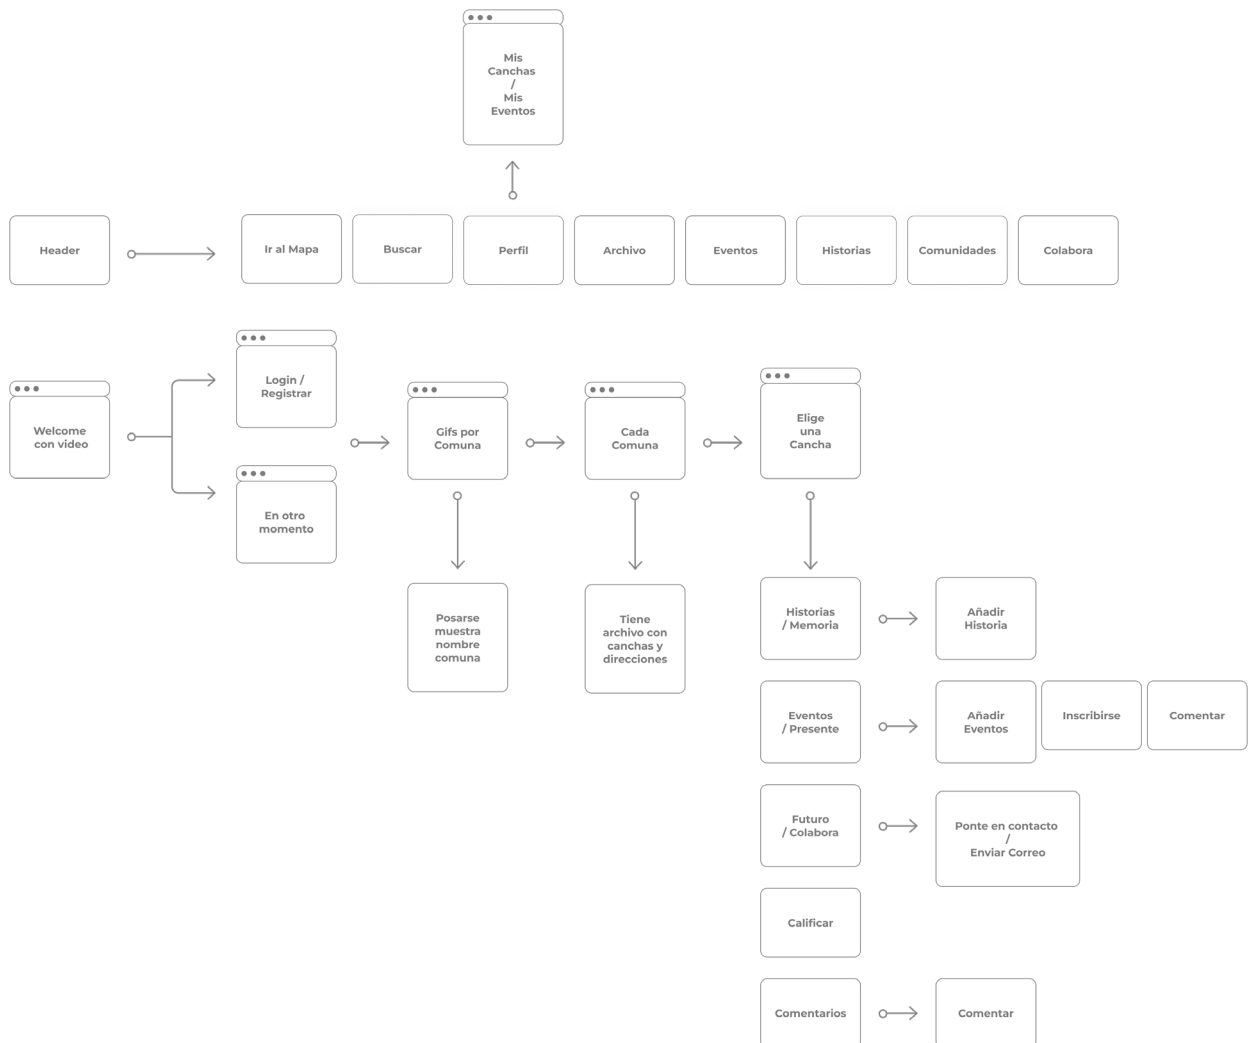 Mis
Canchas
/
Mis
Eventos
Header
Ir al Mapa
Buscar
Perfil
Archivo
Eventos
Historias
Comunidades
Colabora
Welcome
con video
Login /
Registrar
En otro
momento
Gifs por
Comuna
Cada
Comuna
Elige
una
Cancha
Posarse
muestra
nombre
comuna
Tiene
archivo con
canchas y
direcciones
Historias
/ Memoria
Añadir
Historia
Eventos
/ Presente
Añadir
Eventos
Inscribirse
Comentar
Futuro
/ Colabora
Ponte en contacto
/
Enviar Correo
Calificar
Comentarios
Comentar